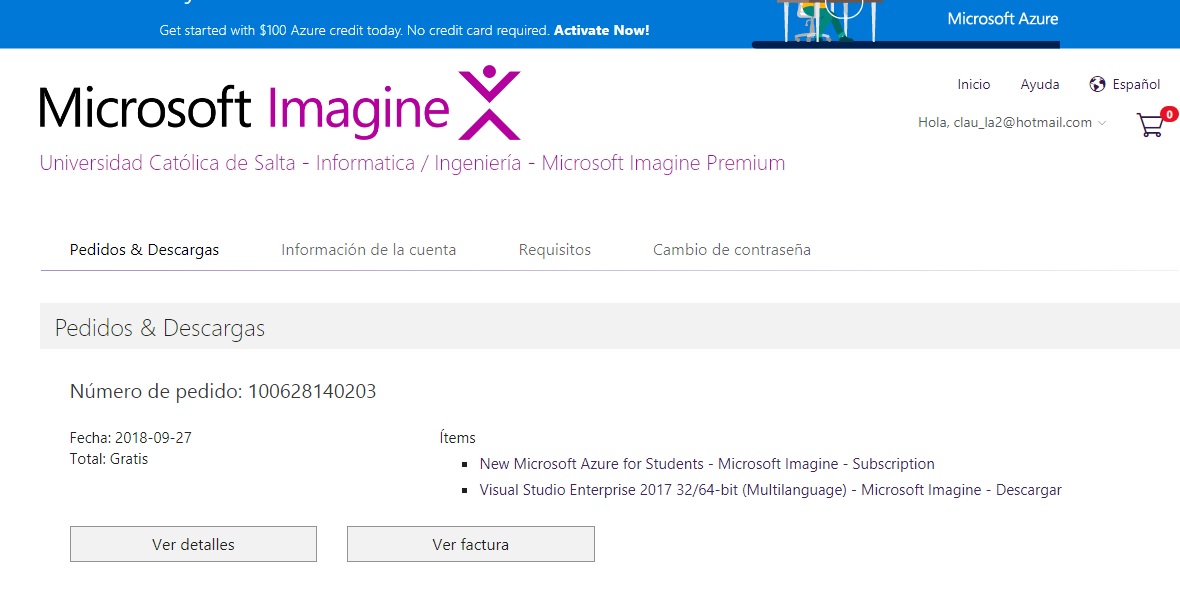 Get started with $100 Azure credit today. No credit card required. Activate Now!
Microsoft Azure
Microsoft Imagine
Inicio Ayuda Español
Hola, clau_la2@hotmail.com
0
Universidad Católica de Salta - Informatica / Ingeniería - Microsoft Imagine Premium
Pedidos & Descargas Información de la cuenta Requisitos Cambio de contraseña
Pedidos & Descargas
Número de pedido: 100628140203
Fecha: 2018-09-27
Total: Gratis
Ítems
New Microsoft Azure for Students - Microsoft Imagine - Subscription
Visual Studio Enterprise 2017 32/64-bit (Multilanguage) - Microsoft Imagine - Descargar
Ver detalles Ver factura